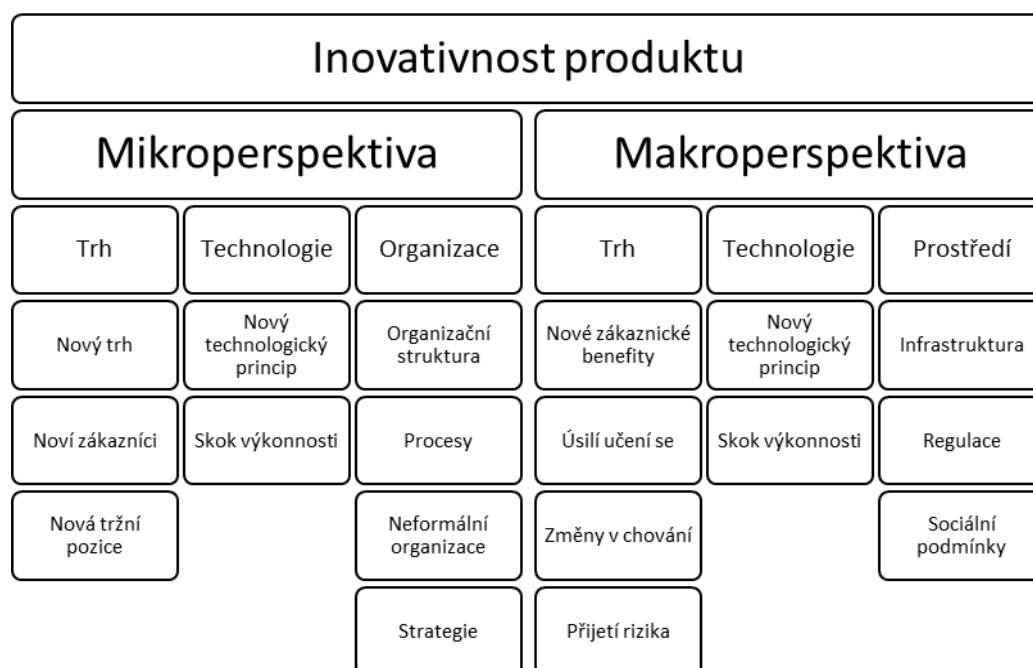 Inovativnost produktu
Mikroperspektiva
Makroperspektiva
Trh
Technologie
Organizace
Trh
Technologie
Prostředí
Nový trh
Nový
technologický
princip
Organizační
struktura
Nové zákaznické
benefity
Nový
technologický
princip
Infrastruktura
Noví zákazníci
Skok výkonnosti
Procesy
Úsilí učení se
Skok výkonnosti
Regulace
Nová tržní
pozice
Neformální
organizace
Změny v chování
Sociální
podmínky
Strategie
Přijetí rizika